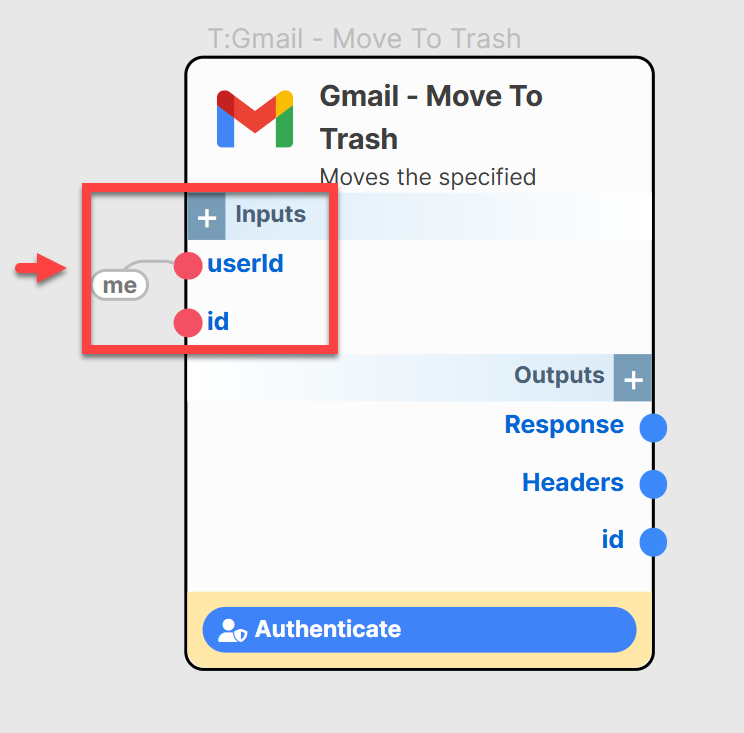 T:Gmail - Move To Trash
Gmail - Move To
Trash
Moves the specified
+ Inputs
userId
me
id
Outputs +
Response
Headers
id
Authenticate